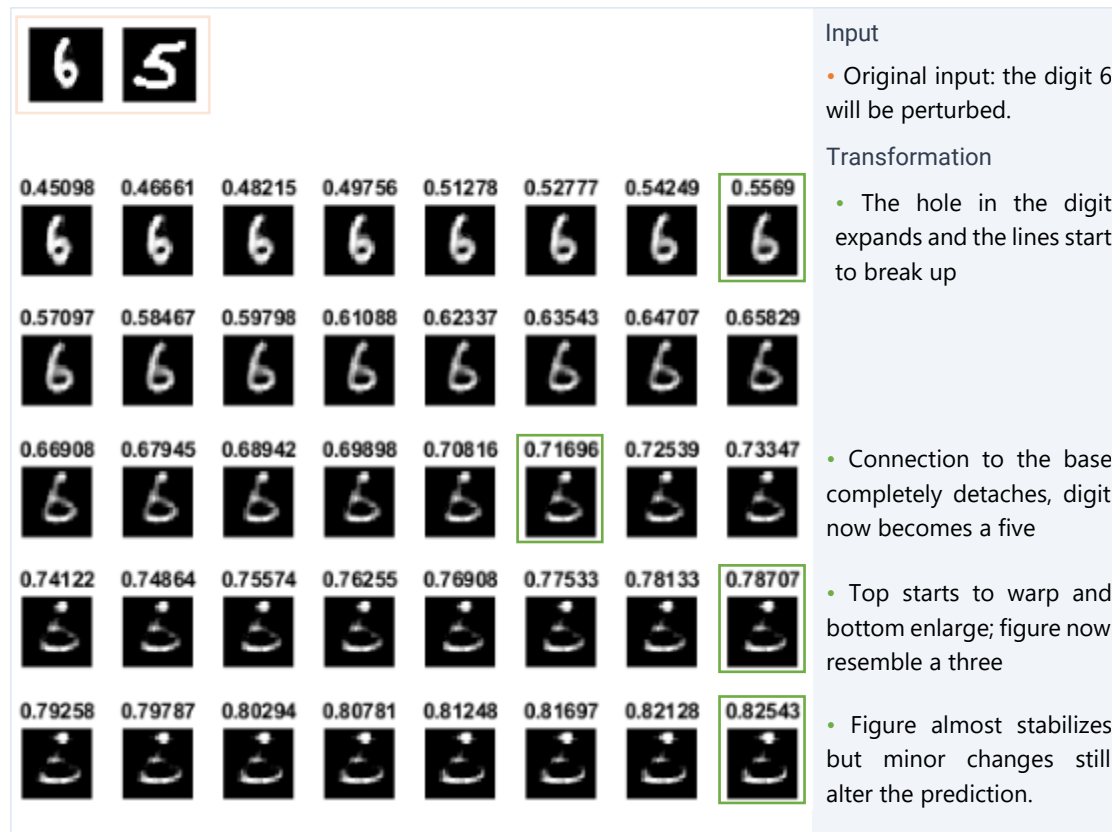 Input
• Original input: the digit 6
will be perturbed.
Transformation
0.45098 0.46661 0.48215 0.49756 0.51278 0.52777 0.54249 0.5569
• The hole in the digit
expands and the lines start
to break up
0.57097 0.58467 0.59798 0.61088 0.62337 0.63543 0.64707 0.65829
0.66908 0.67945 0.68942 0.69898 0.70816 0.71696 0.72539 0.73347
• Connection to the base
completely detaches, digit
now becomes a five
0.74122 0.74864 0.75574 0.76255 0.76908 0.77533 0.78133 0.78707
• Top starts to warp and
bottom enlarge; figure now
resemble a three
0.79258 0.79787 0.80294 0.80781 0.81248 0.81697 0.82128 0.82543
• Figure almost stabilizes
but minor changes still
alter the prediction.